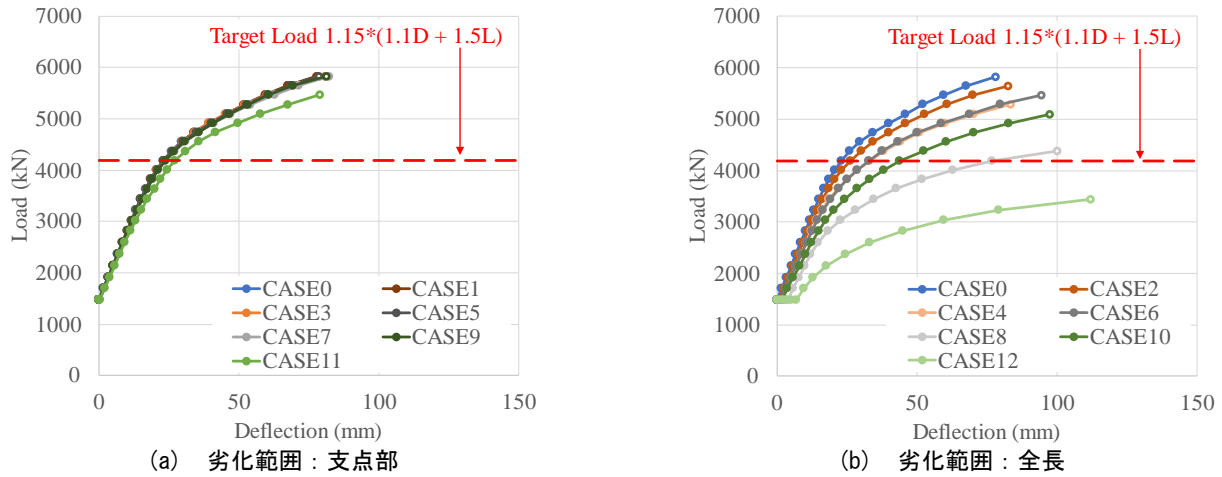 Target Load 1.15*(1.1D + 1.5L)
7000
6000
5000
4000
3000
2000
1000
0
Load (kN)
CASE0
CASE1
CASE3
CASE5
CASE7
CASE9
CASE11
0
50
100
150
Deflection (mm)
(a) 劣化範囲：支点部
Target Load 1.15*(1.1D + 1.5L)
7000
6000
5000
4000
3000
2000
1000
0
Load (kN)
CASE0
CASE2
CASE4
CASE6
CASE8
CASE10
CASE12
0
50
100
150
Deflection (mm)
(b) 劣化範囲：全長